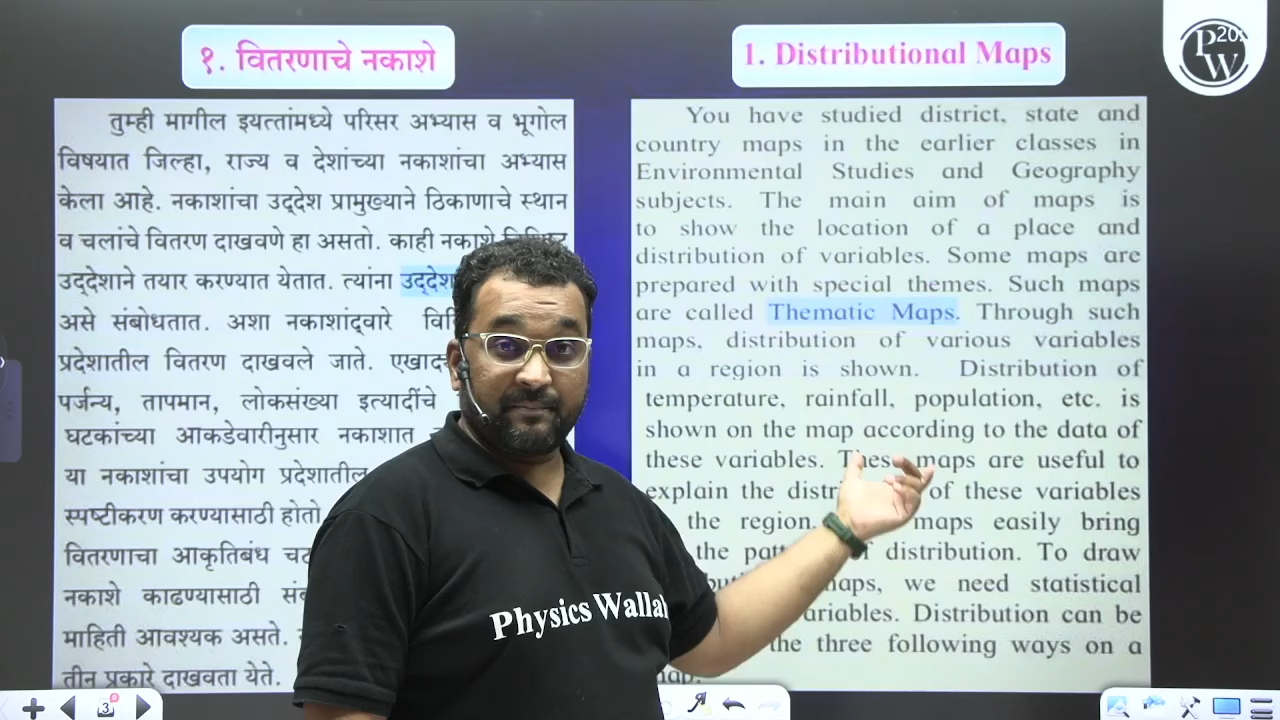 १. वितरणाचे नकाशे
तुम्ही मागील इयत्तांमध्ये परिसर अभ्यास व भूगोल
विषयात जिल्हा, राज्य व देशांच्या नकाशांचा अभ्यास
केला आहे. नकाशांचा उद्देश प्रामुख्याने ठिकाणाचे स्थान
व चलांचे वितरण दाखवणे हा असतो. काही नकाशे
उद्देशाने तयार करण्यात येतात. त्यांना
असे संबोधतात. अशा नकाशांद्वारे
प्रदेशातील वितरण दाखवले जाते.
पर्जन्य, तापमान, लोकसंख्या इत्यादींचे
घटकांच्या आकडेवारीनुसार नकाशात
या नकाशांचा उपयोग प्रदेशातील
स्पष्टीकरण करण्यासाठी होतो
वितरणाचा आकृतिबंध
नकाशे काढण्यासाठी
माहिती आवश्यक असते.
तीन प्रकारे दाखवता येते.
1. Distributional Maps
You have studied district, state and
country maps in the earlier classes in
Environmental Studies and Geography
subjects. The main aim of maps is
to show the location of a place and
distribution of variables. Some maps are
prepared with special themes. Such maps
are called Thematic Maps. Through such
maps, distribution of various variables
in a region is shown. Distribution of
temperature, rainfall, population, etc. is
shown on the map according to the data of
these variables. These maps are useful to
explain the of these variables
the region. maps easily bring
the of distribution. To draw
maps, we need statistical
variables. Distribution can be
the three following ways on a
map.
PW
Physics Wallah
3